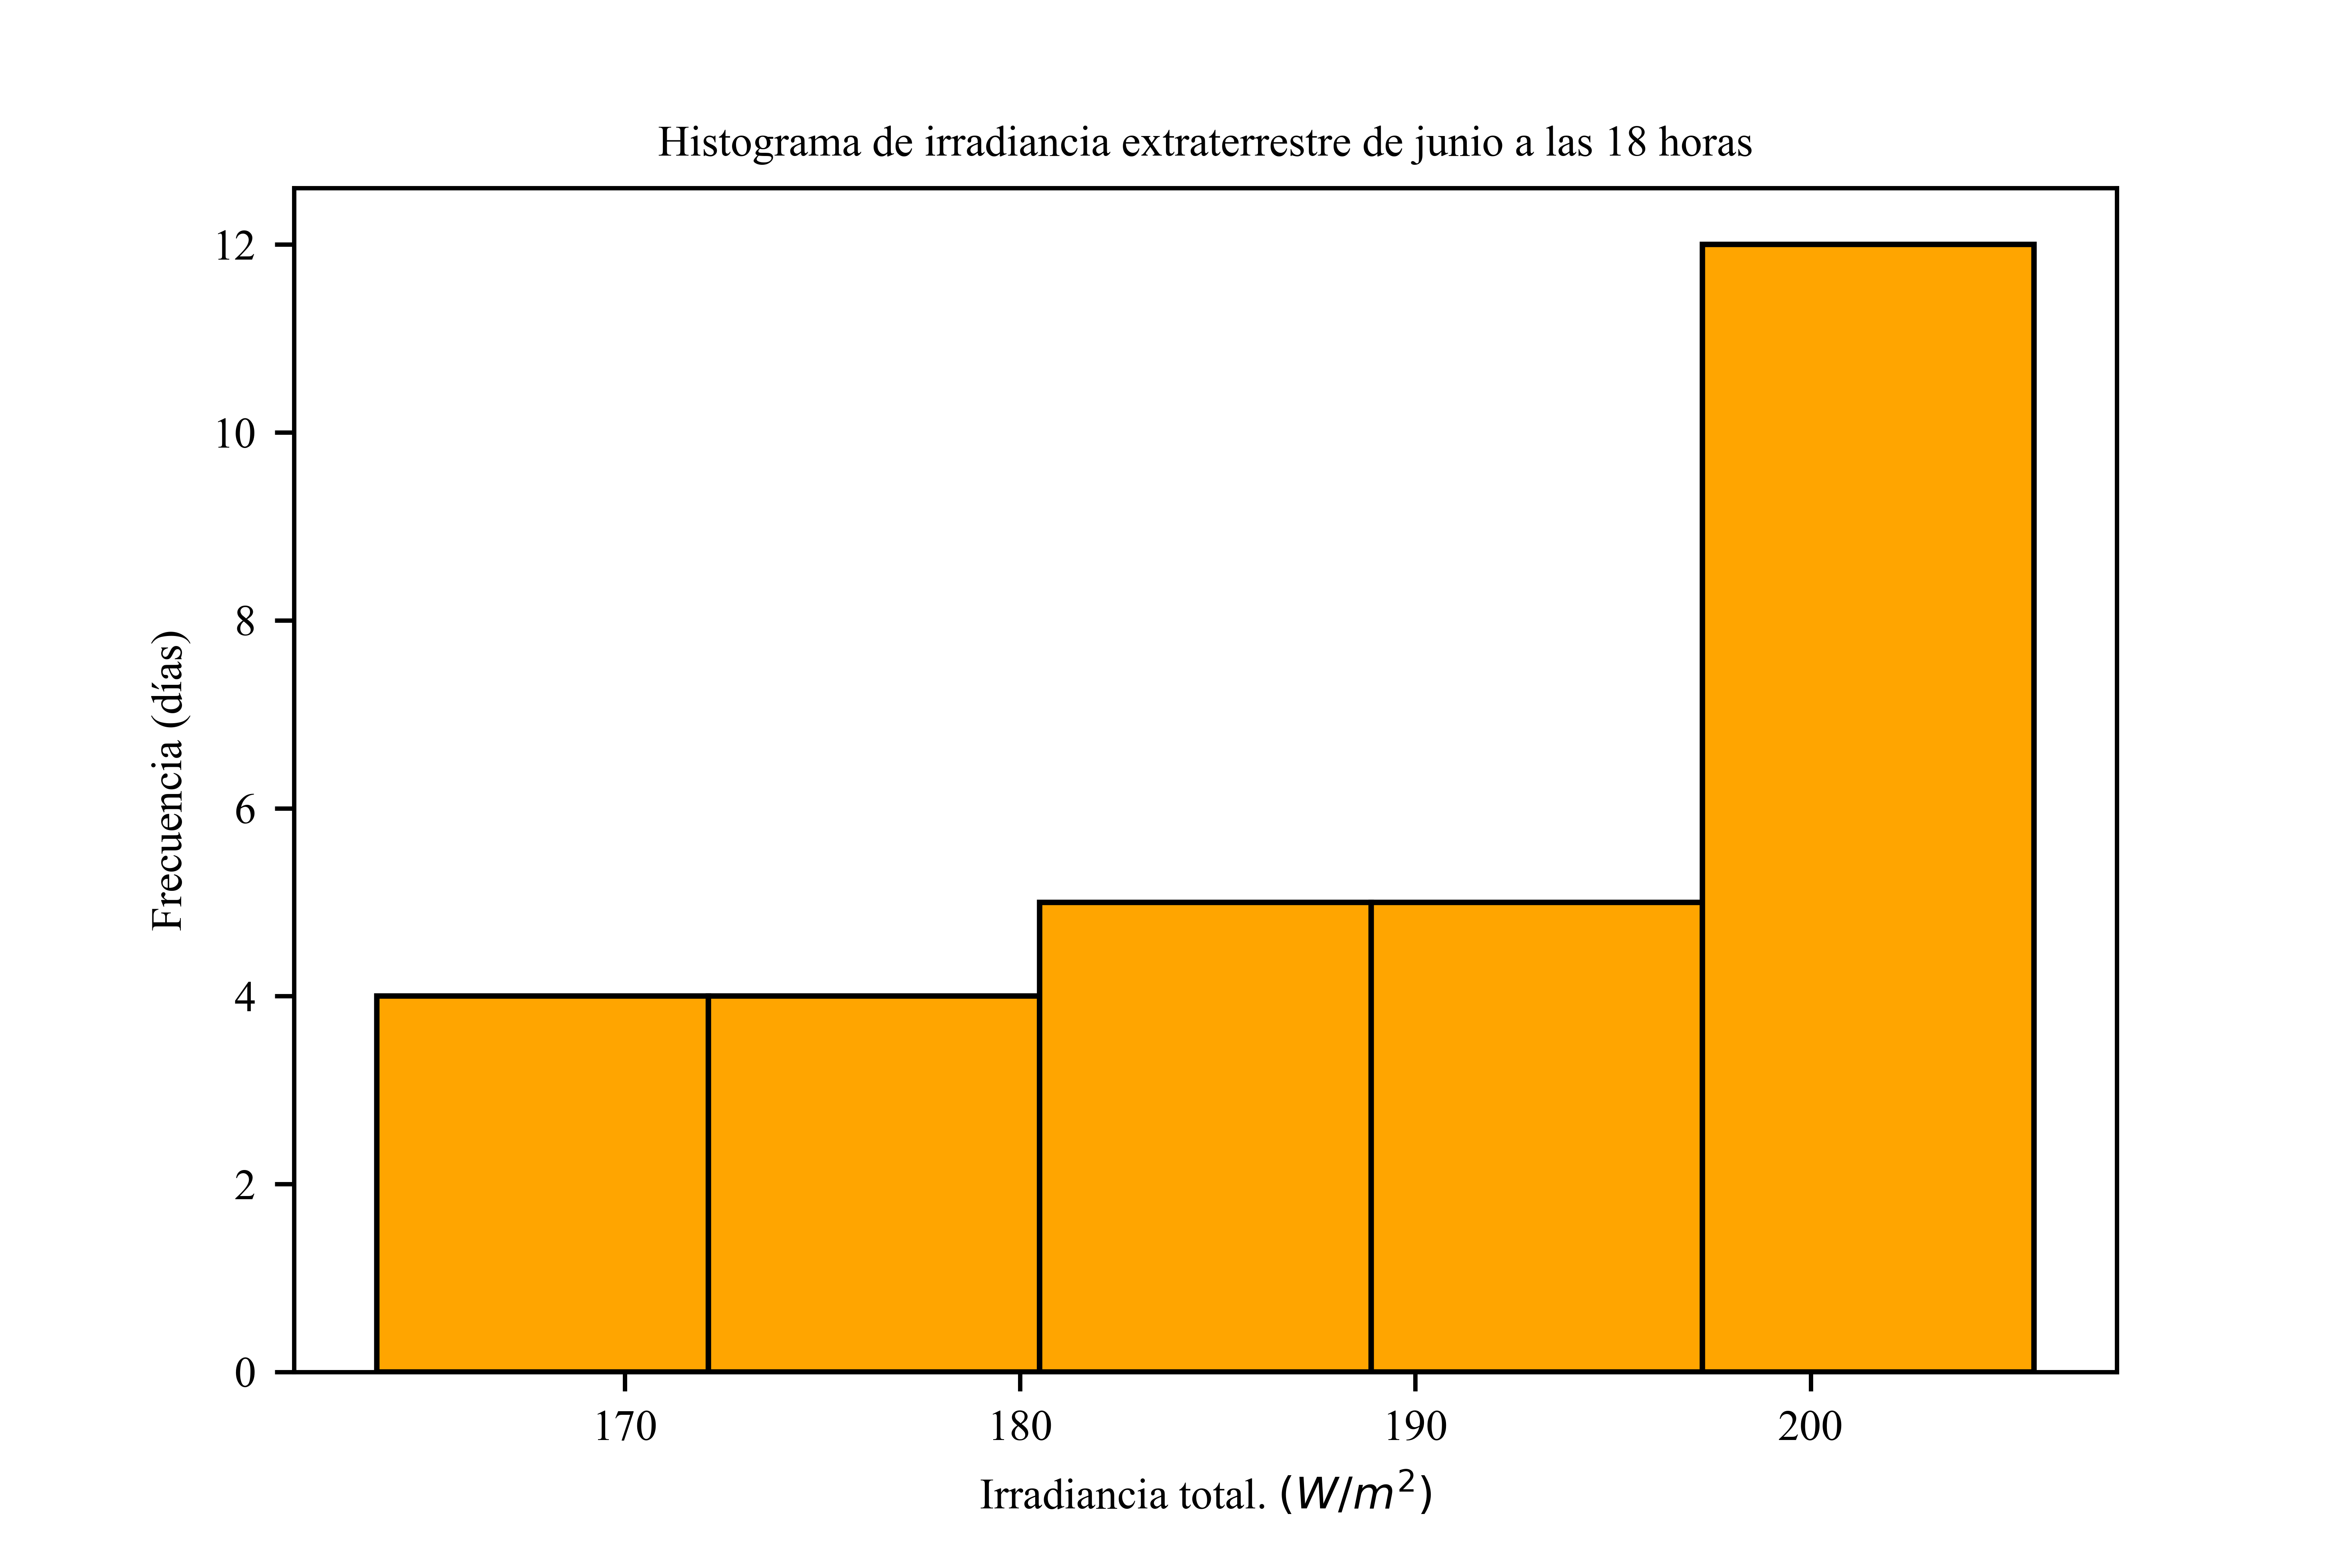 Histograma de irradiancia extraterrestre de junio a las 18 horas
12
10
8
6
4
2
0
Frecuencia (días)
170 180 190 200
Irradiancia total. (W/m²)